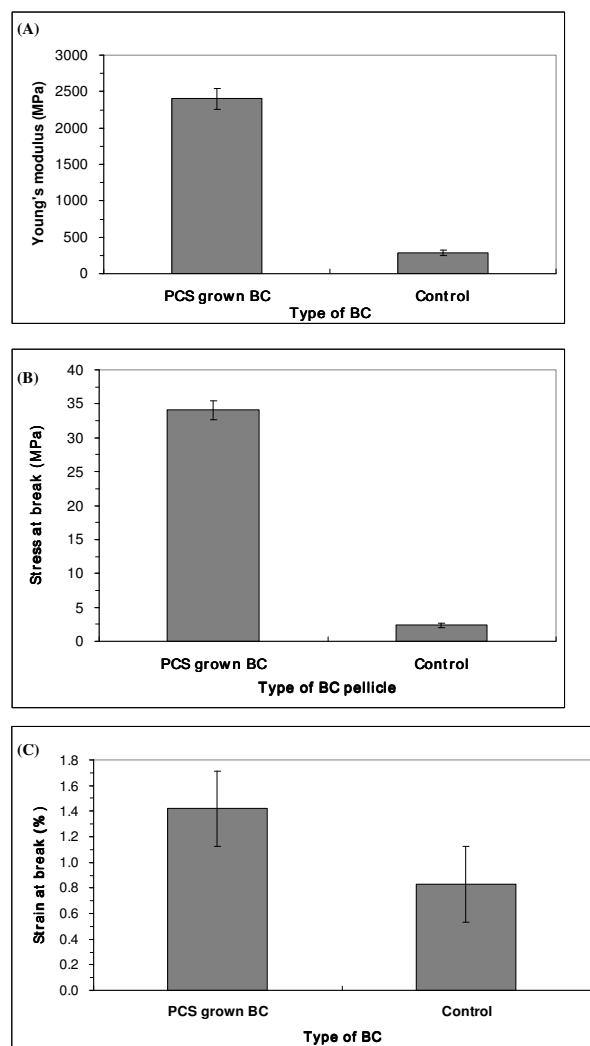 (A)
3000
2500
2000
1500
1000
500
0
Young's modulus (MPa)
PCS grown BC Control
Type of BC
(B)
40
35
30
25
20
15
10
5
0
Stress at break (MPa)
PCS grown BC Control
Type of BC pellicle
(C)
1.8
1.6
1.4
1.2
1.0
0.8
0.6
0.4
0.2
0.0
Strain at break (%)
PCS grown BC Control
Type of BC